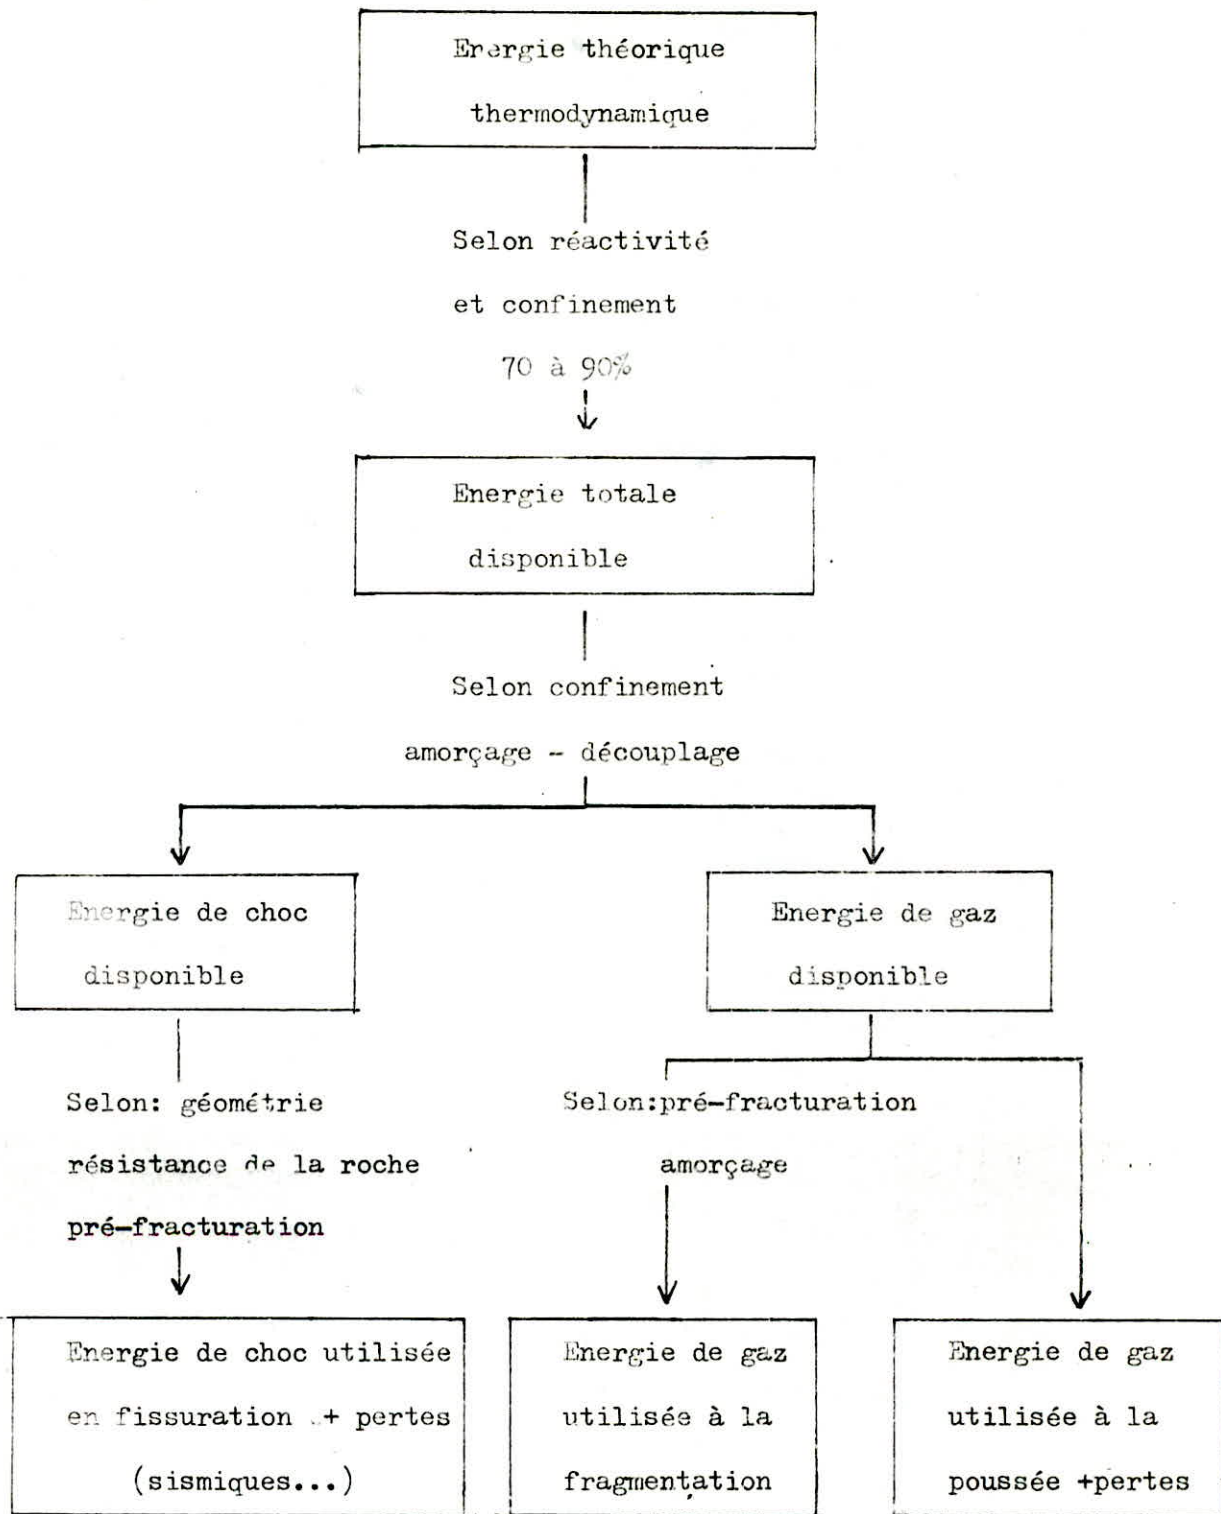 Energie théorique
thermodynamique
Selon réactivité
et confinement
70 à 90%
Energie totale
disponible
Selon confinement
amorçage - découplage
Energie de choc
disponible
Energie de gaz
disponible
Selon: géométrie
résistance de la roche
pré-fracturation
Selon:pré-fracturation
amorçage
Energie de choc utilisée
en fissuration + pertes
(sismiques...)
Energie de gaz
utilisée à la
fragmentation
Energie de gaz
utilisée à la
poussée +pertes